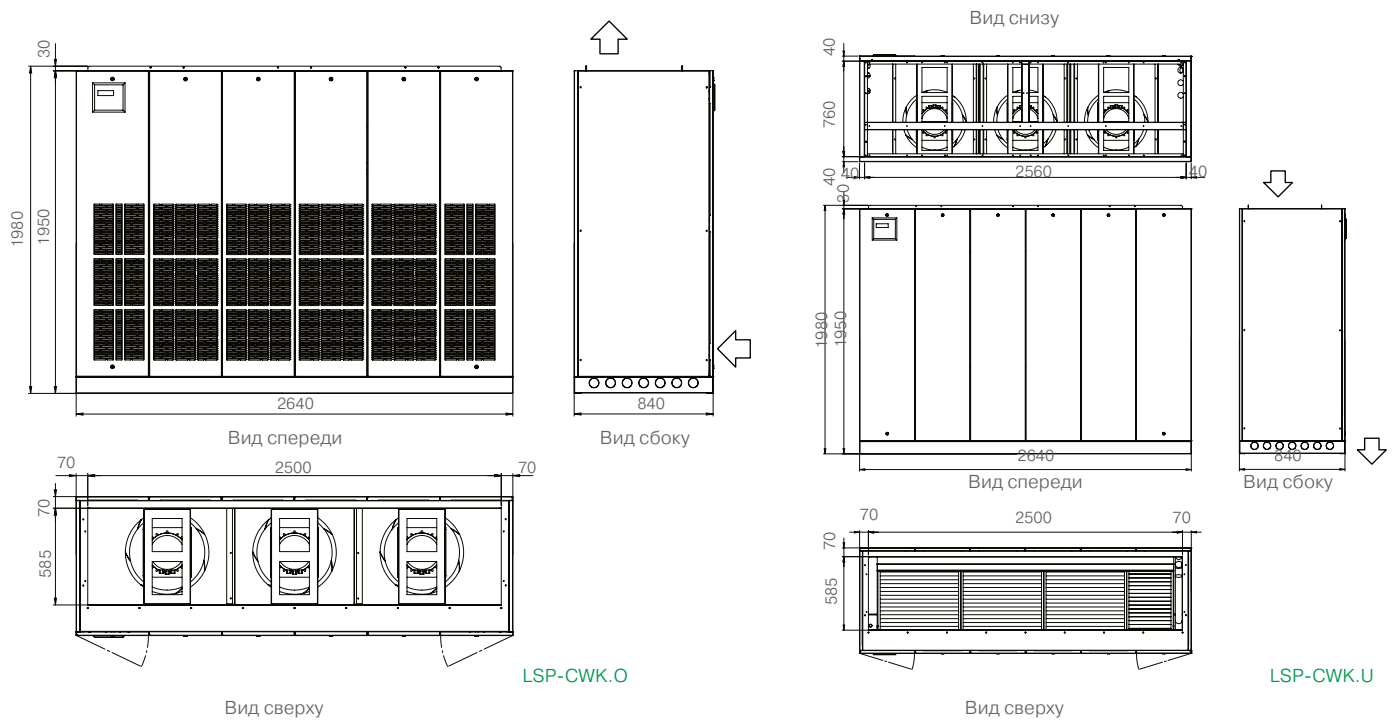 30
1980
1950
2640
Вид спереди
840
Вид сбоку
70
2500
70
70
585
LSP-CWK.O
Вид сверху
Вид снизу
40
760
40
40
2560
40
30
1980
1950
2640
Вид спереди
840
Вид сбоку
70
2500
70
70
585
LSP-CWK.U
Вид сверху